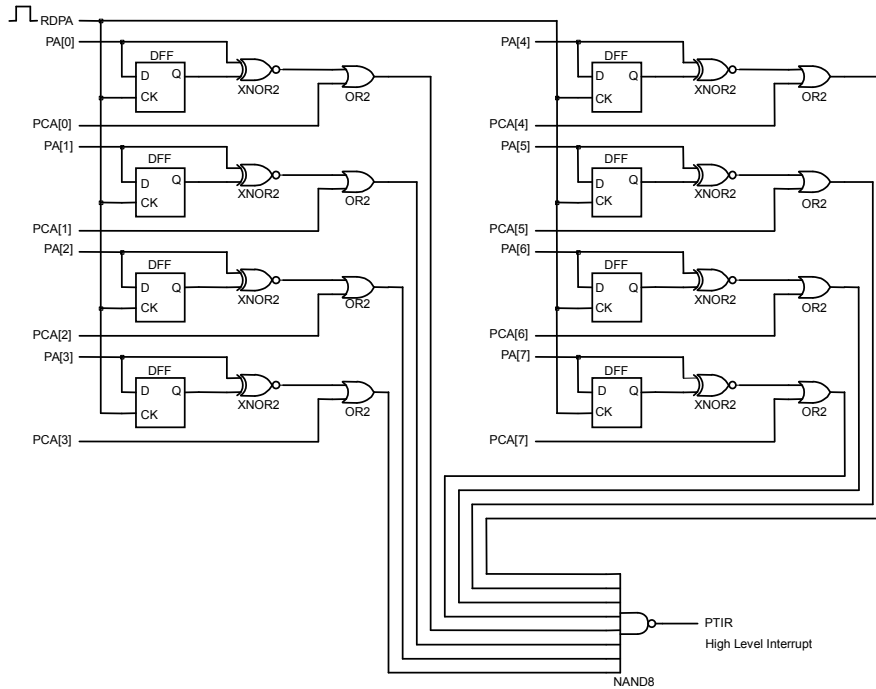 RDPA
PA[0]
DFF
D
Q
CK
XNOR2
OR2
PCA[0]
PA[1]
DFF
D
Q
CK
XNOR2
OR2
PCA[1]
PA[2]
DFF
D
Q
CK
XNOR2
OR2
PCA[2]
PA[3]
DFF
D
Q
CK
XNOR2
OR2
PCA[3]
PA[4]
DFF
D
Q
CK
XNOR2
OR2
PCA[4]
PA[5]
DFF
D
Q
CK
XNOR2
OR2
PCA[5]
PA[6]
DFF
D
Q
CK
XNOR2
OR2
PCA[6]
PA[7]
DFF
D
Q
CK
XNOR2
OR2
PCA[7]
PTIR
High Level Interrupt
NAND8